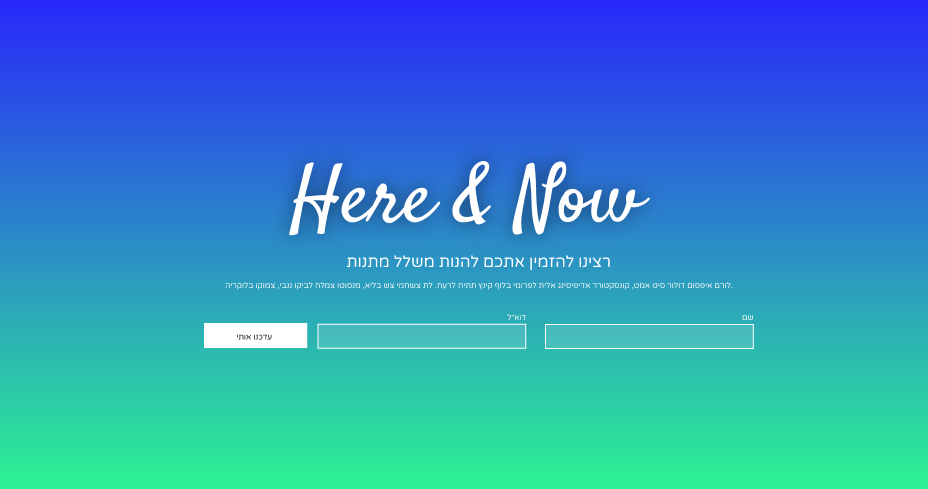 Here & Now
רצינו להזמין אתכם להנות משלל מתנות
לורם איפסום דולור סיט אמט, קונסקטורר אדיפיסינג אלית לפרומי בלוף קינץ תתיח לרעח. לת צשחמי צש בליא, מנסוטו צמלח לביקו ננבי, צמוקו בלוקריה.
שם
דוא״ל
עדכנו אותי